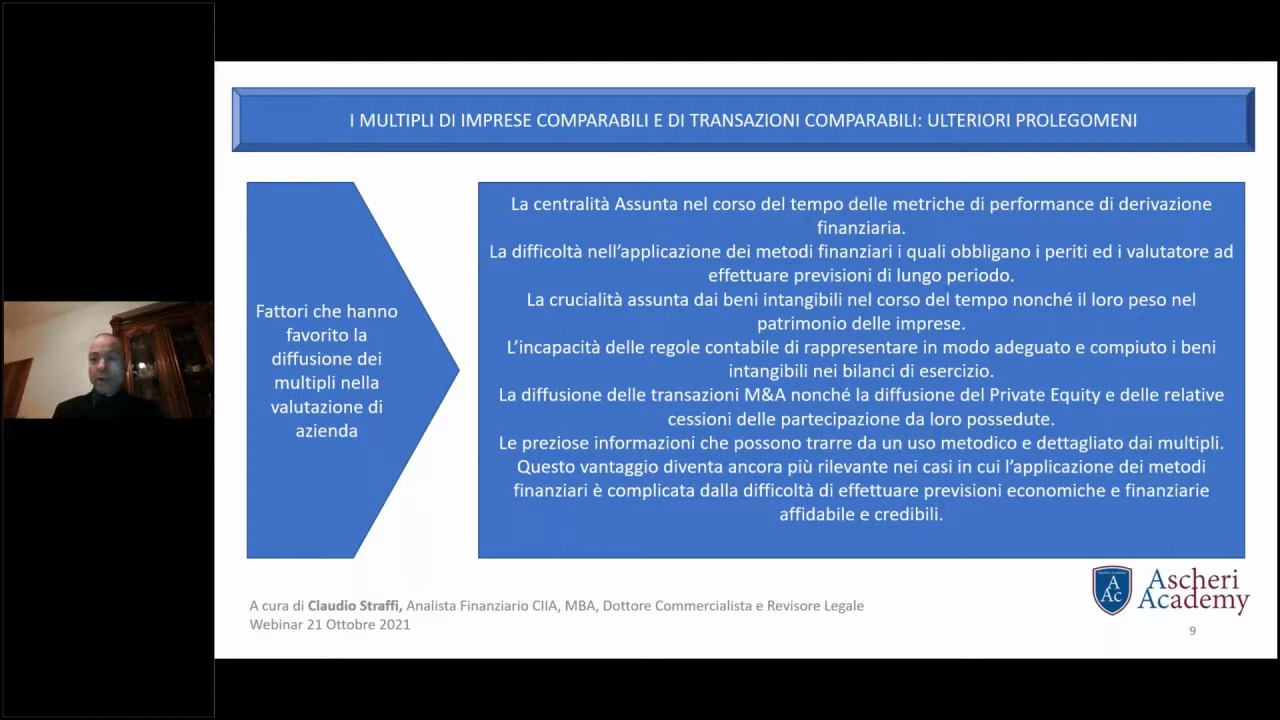 I MULTIPLI DI IMPRESE COMPARABILI E DI TRANSAZIONI COMPARABILI: ULTERIORI PROLEGOMENI
Fattori che hanno
favorito la
diffusione dei
multipli nella
valutazione di
azienda
La centralità Assunta nel corso del tempo delle metriche di performance di derivazione
finanziaria.
La difficoltà nell’applicazione dei metodi finanziari i quali obbligano i periti ed i valutatore ad
effettuare previsioni di lungo periodo.
La crucialità assunta dai beni intangibili nel corso del tempo nonché il loro peso nel
patrimonio delle imprese.
L’incapacità delle regole contabile di rappresentare in modo adeguato e compiuto i beni
intangibili nei bilanci di esercizio.
La diffusione delle transazioni M&A nonché la diffusione del Private Equity e delle relative
cessioni delle partecipazione da loro possedute.
Le preziose informazioni che possono trarre da un uso metodico e dettagliato dai multipli.
Questo vantaggio diventa ancora più rilevante nei casi in cui l’applicazione dei metodi
finanziari è complicata dalla difficoltà di effettuare previsioni economiche e finanziarie
affidabile e credibili.
A cura di Claudio Straffi, Analista Finanziario CIIA, MBA, Dottore Commercialista e Revisore Legale
Webinar 21 Ottobre 2021
A
Ac
Ascheri
Academy
9